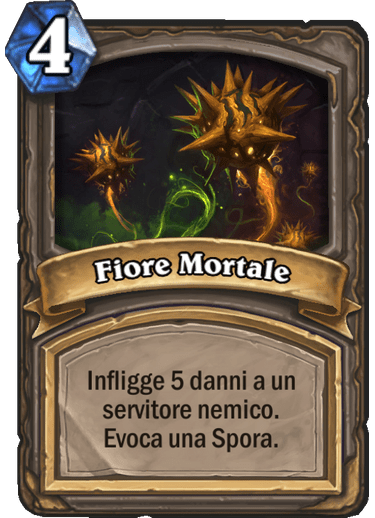 4
Fiore Mortale
Infligge 5 danni a un
servitore nemico.
Evoca una Spora.